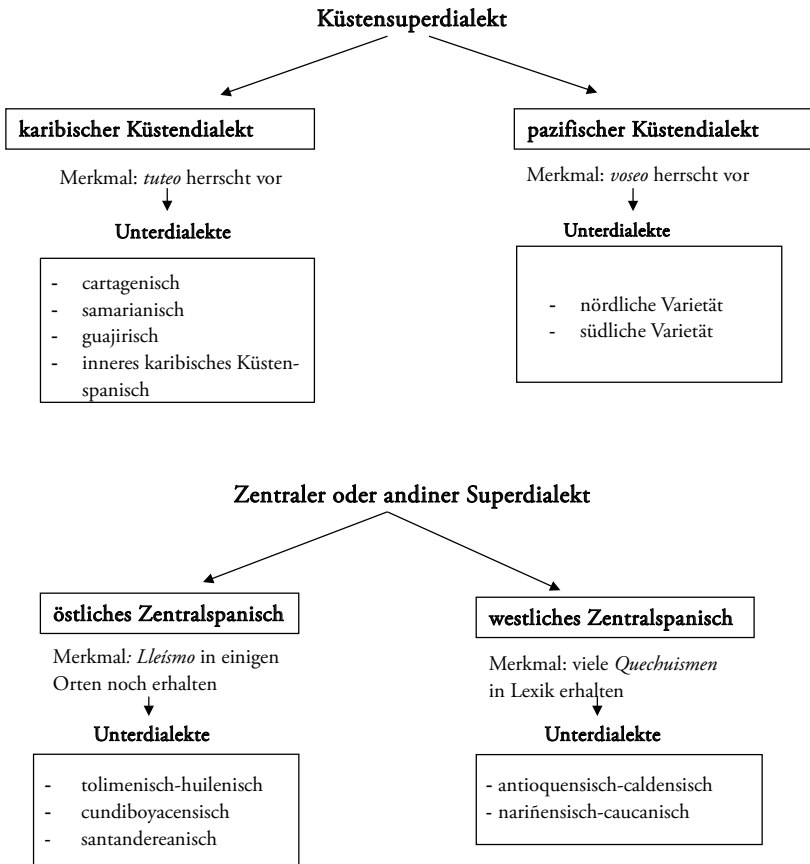 Küstensuperdialekt
karibischer Küstendialekt
Merkmal: tuteo herrscht vor
Unterdialekte
- cartagenisch
- samarianisch
- guajirisch
- inneres karibisches Küsten-
spanisch
pazifischer Küstendialekt
Merkmal: voseo herrscht vor
Unterdialekte
- nördliche Varietät
- südliche Varietät
Zentraler oder andiner Superdialekt
östliches Zentralspanisch
Merkmal: Lleísmo in einigen
Orten noch erhalten
Unterdialekte
- tolimenisch-huilenisch
- cundiboyacensisch
- santandereanisch
westliches Zentralspanisch
Merkmal: viele Quechuismen
in Lexik erhalten
Unterdialekte
- antioquensisch-caldensisch
- nariñensisch-caucanisch